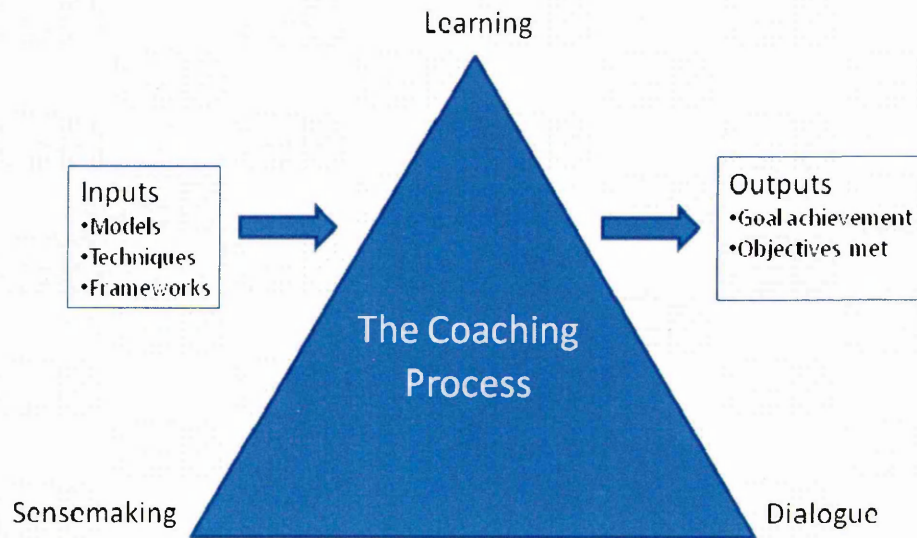 Learning
Inputs
•Models
•Techniques
•Frameworks
Outputs
•Goal achievement
•Objectives met
The Coaching
Process
Sensemaking
Dialogue